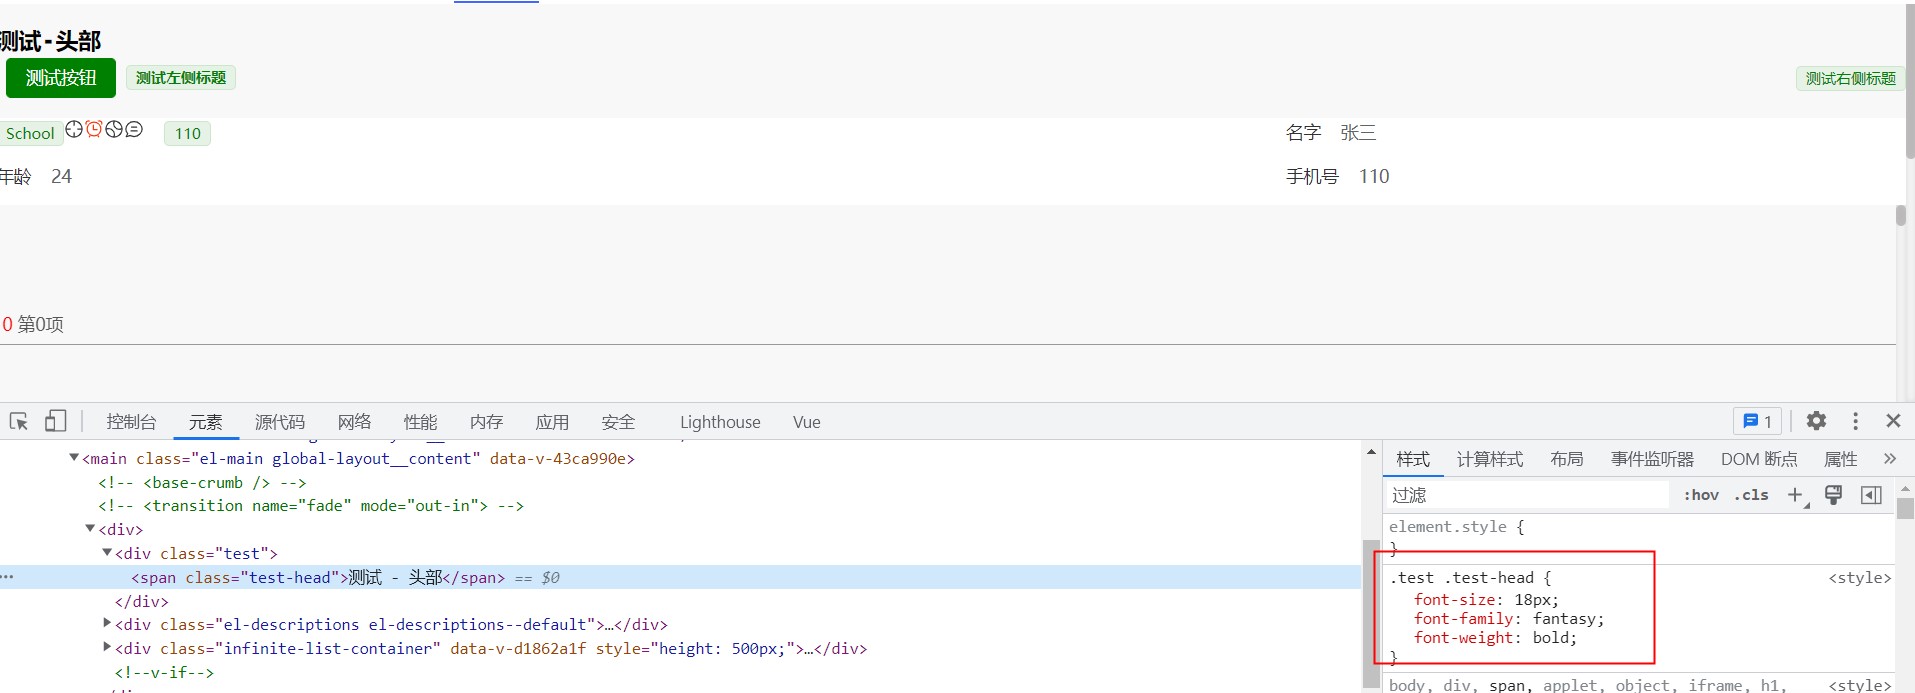 测试 - 头部
测试按钮 测试左侧标题 测试右侧标题
School 110 名字 张三
年龄 24 手机号 110
0 第0项
控制台 元素 源代码 网络 性能 内存 应用 安全 Lighthouse Vue 1
<main class="el-main global-layout__content" data-v-43ca990e>
<!-- <base-crumb /> -->
<!-- <transition name="fade" mode="out-in"> -->
<div>
<div class="test">
<span class="test-head">测试 - 头部</span> == $0
</div>
<div class="el-descriptions el-descriptions--default">…</div>
<div class="infinite-list-container" data-v-d1862a1f style="height: 500px;">…</div>
<!--v-if-->
样式 计算样式 布局 事件监听器 DOM 断点 属性 »
过滤 :hov .cls +
element.style {
}
.test .test-head { <style>
font-size: 18px;
font-family: fantasy;
font-weight: bold;
}
body, div, span, applet, object, iframe, h1, <style>